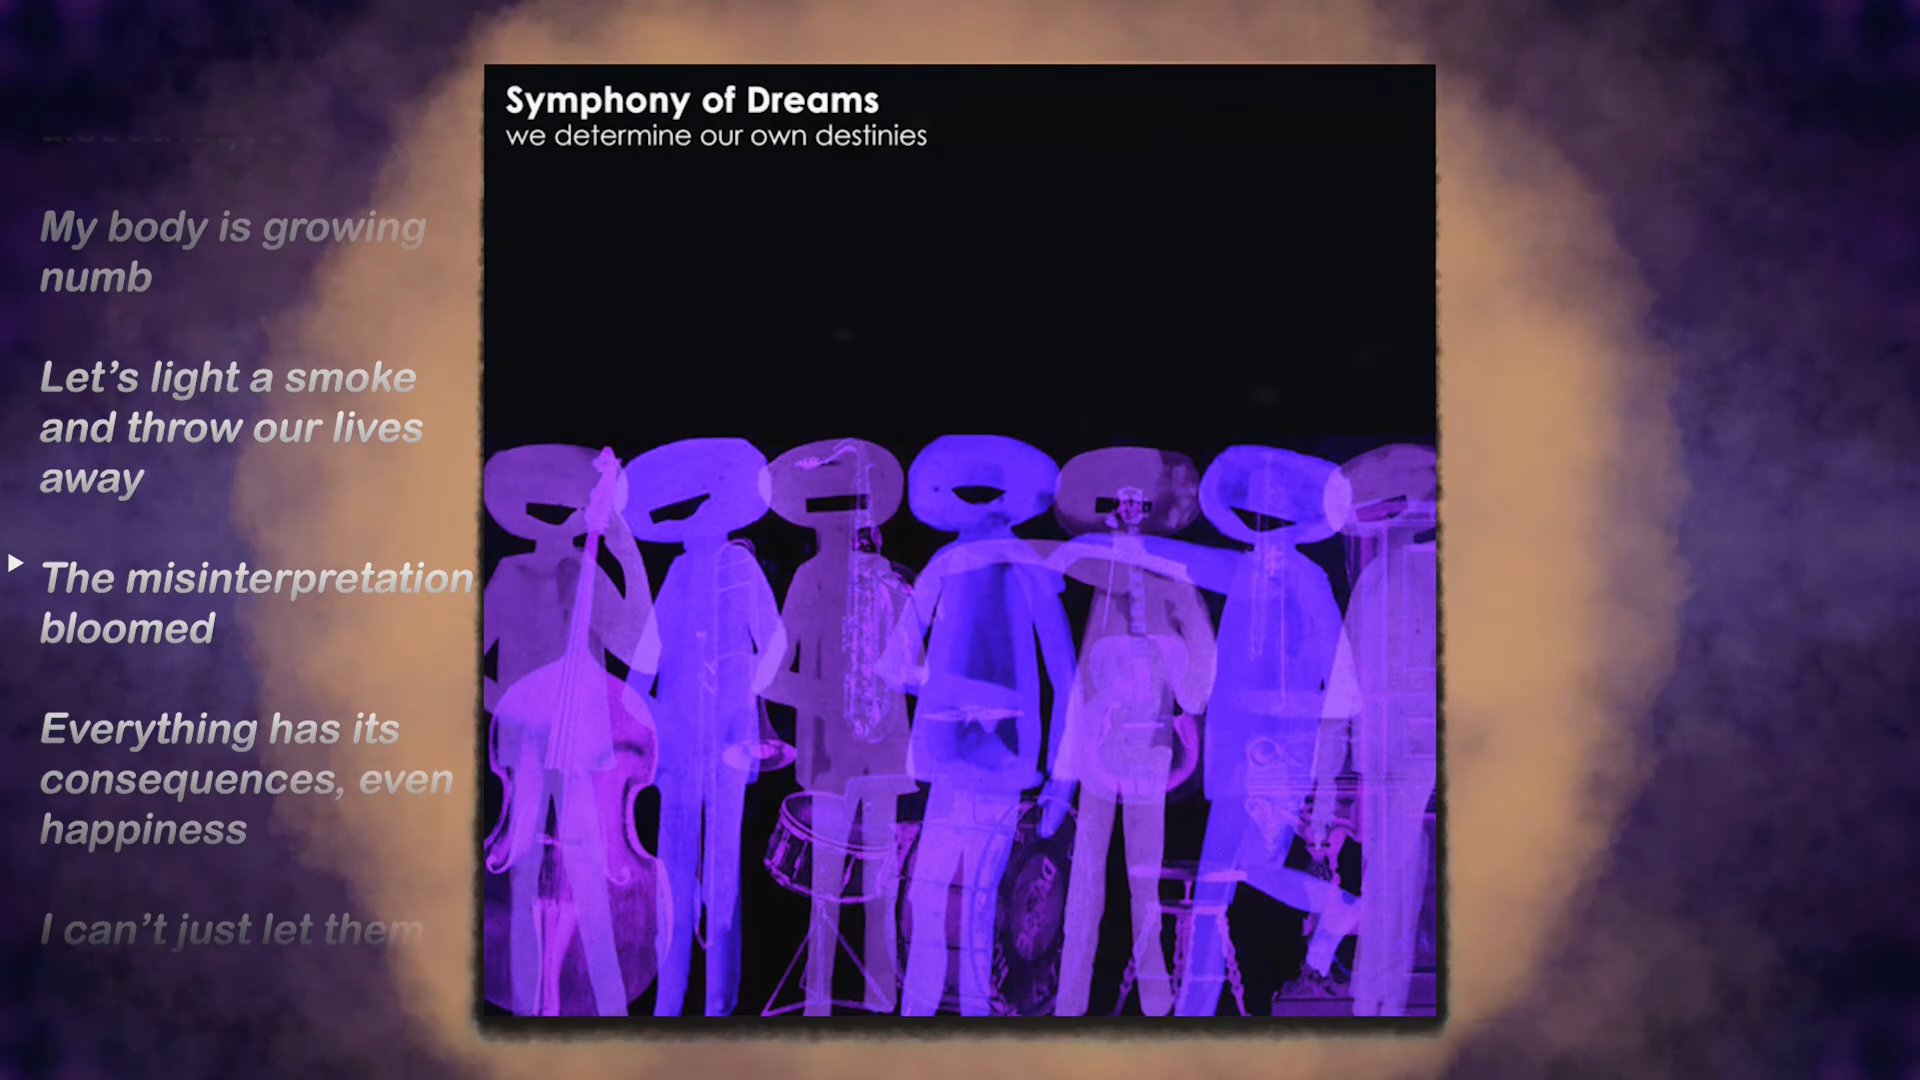 Symphony of Dreams
we determine our own destinies
My body is growing
numb
Let’s light a smoke
and throw our lives
away
The misinterpretation
bloomed
Everything has its
consequences, even
happiness
I can’t just let them